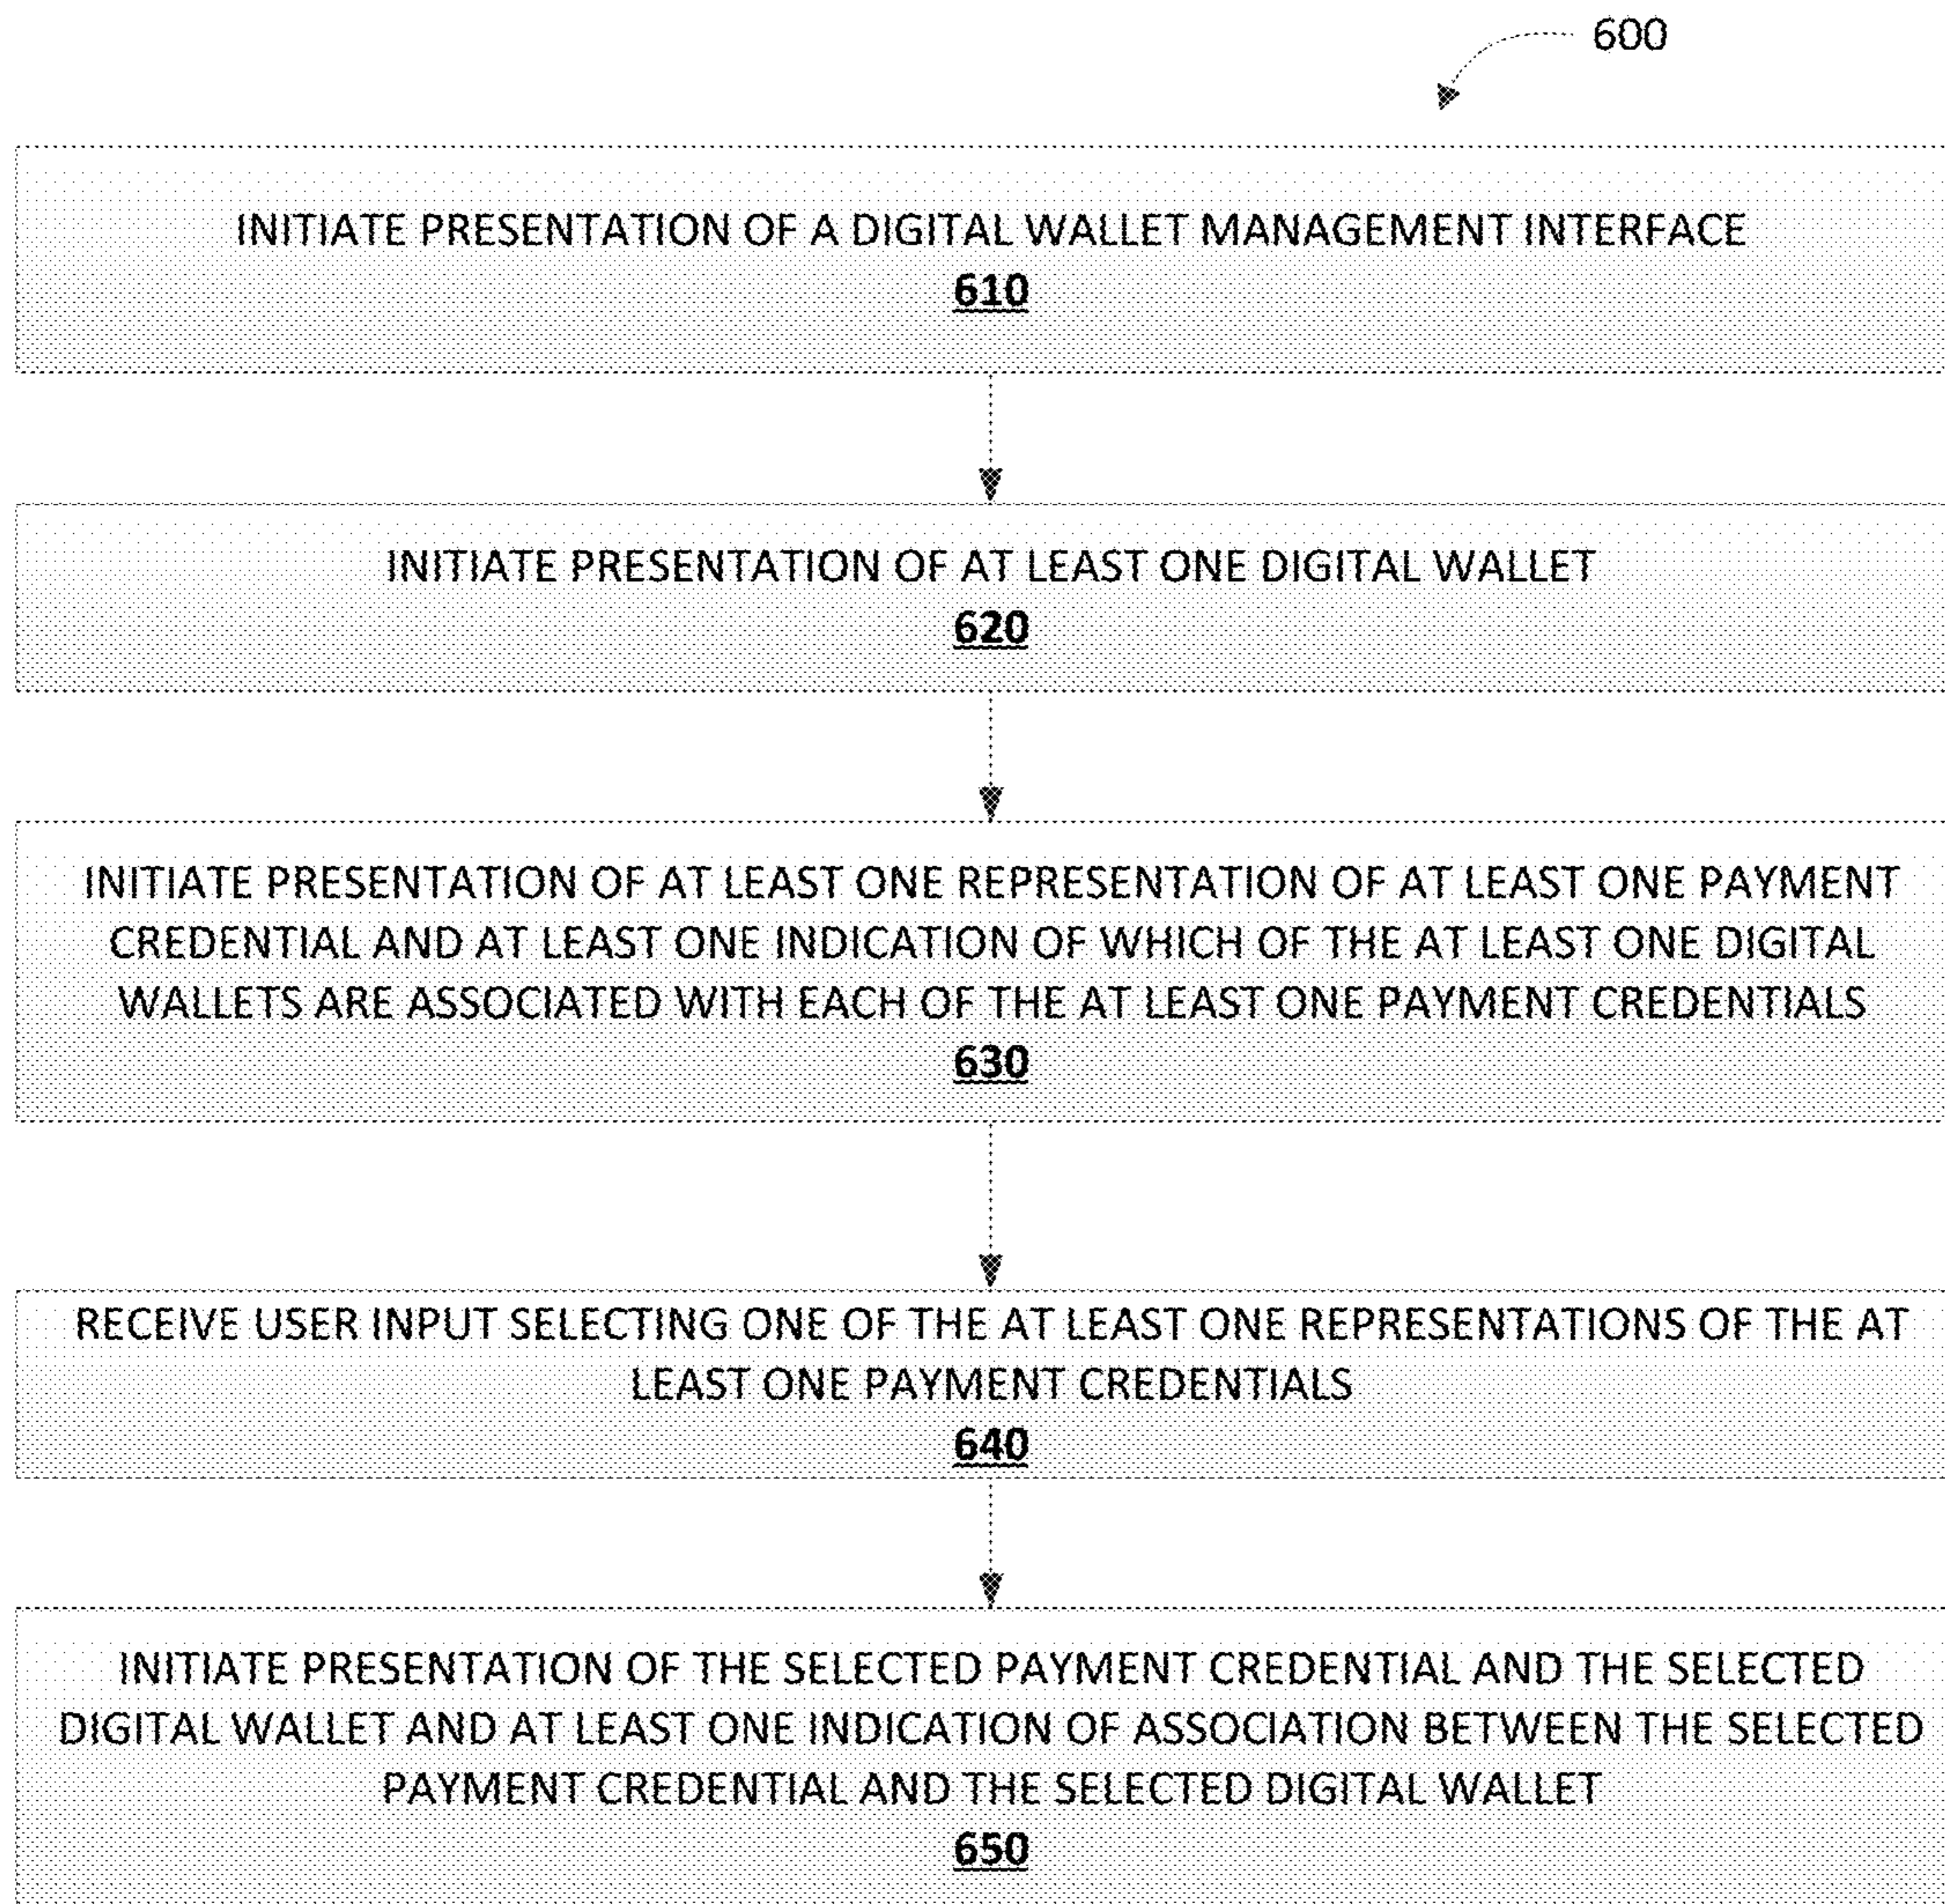 600
INITIATE PRESENTATION OF A DIGITAL WALLET MANAGEMENT INTERFACE
610
INITIATE PRESENTATION OF AT LEAST ONE DIGITAL WALLET
620
INITIATE PRESENTATION OF AT LEAST ONE REPRESENTATION OF AT LEAST ONE PAYMENT
CREDENTIAL AND AT LEAST ONE INDICATION OF WHICH OF THE AT LEAST ONE DIGITAL
WALLETS ARE ASSOCIATED WITH EACH OF THE AT LEAST ONE PAYMENT CREDENTIALS
630
RECEIVE USER INPUT SELECTING ONE OF THE AT LEAST ONE REPRESENTATIONS OF THE AT
LEAST ONE PAYMENT CREDENTIALS
640
INITIATE PRESENTATION OF THE SELECTED PAYMENT CREDENTIAL AND THE SELECTED
DIGITAL WALLET AND AT LEAST ONE INDICATION OF ASSOCIATION BETWEEN THE SELECTED
PAYMENT CREDENTIAL AND THE SELECTED DIGITAL WALLET
650